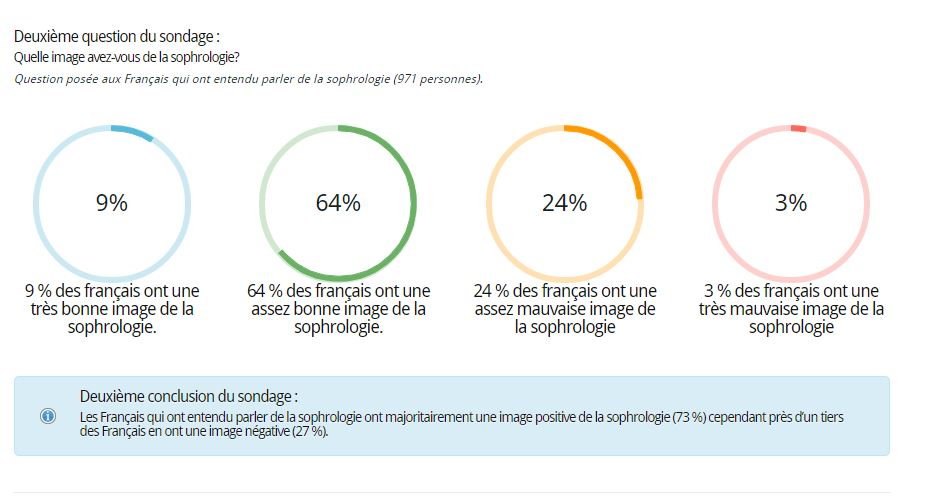 Deuxième question du sondage :
Quelle image avez-vous de la sophrologie?
Question posée aux Français qui ont entendu parler de la sophrologie (971 personnes).
9%
64%
24%
3%
9 % des français ont une
très bonne image de la
sophrologie.
64 % des français ont une
assez bonne image de la
sophrologie.
24 % des français ont une
assez mauvaise image de
la sophrologie
3 % des français ont une
très mauvaise image de la
sophrologie
Deuxième conclusion du sondage :
Les Français qui ont entendu parler de la sophrologie ont majoritairement une image positive de la sophrologie (73 %) cependant près d’un tiers
des Français en ont une image négative (27 %).